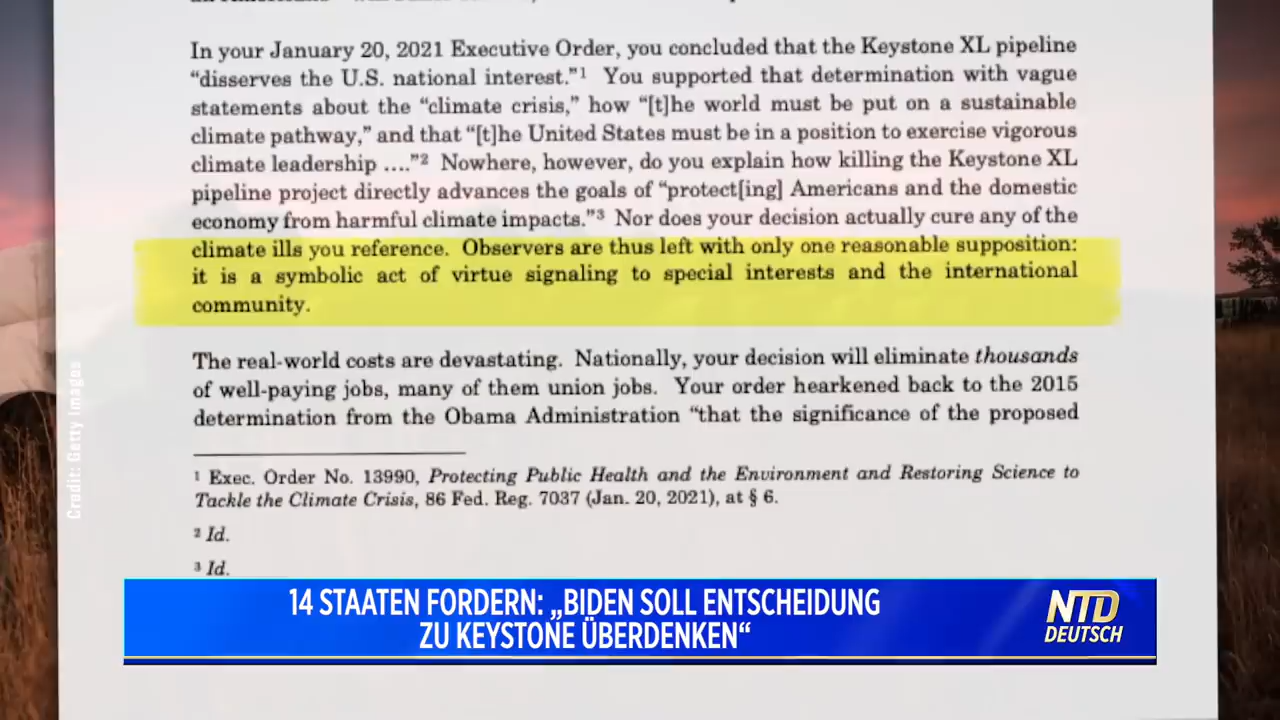 In your January 20, 2021 Executive Order, you concluded that the Keystone XL pipeline
“disserves the U.S. national interest.”¹ You supported that determination with vague
statements about the “climate crisis,” how “[t]he world must be put on a sustainable
climate pathway,” and that “[t]he United States must be in a position to exercise vigorous
climate leadership ....”² Nowhere, however, do you explain how killing the Keystone XL
pipeline project directly advances the goals of “protect[ing] Americans and the domestic
economy from harmful climate impacts.”³ Nor does your decision actually cure any of the
climate ills you reference. Observers are thus left with only one reasonable supposition:
it is a symbolic act of virtue signaling to special interests and the international
community.
The real-world costs are devastating. Nationally, your decision will eliminate thousands
of well-paying jobs, many of them union jobs. Your order hearkened back to the 2015
determination from the Obama Administration “that the significance of the proposed
¹ Exec. Order No. 13990, Protecting Public Health and the Environment and Restoring Science to
Tackle the Climate Crisis, 86 Fed. Reg. 7037 (Jan. 20, 2021), at § 6.
² Id.
³ Id.
Credit: Getty Images
14 STAATEN FORDERN: „BIDEN SOLL ENTSCHEIDUNG
ZU KEYSTONE ÜBERDENKEN“
NTD
DEUTSCH